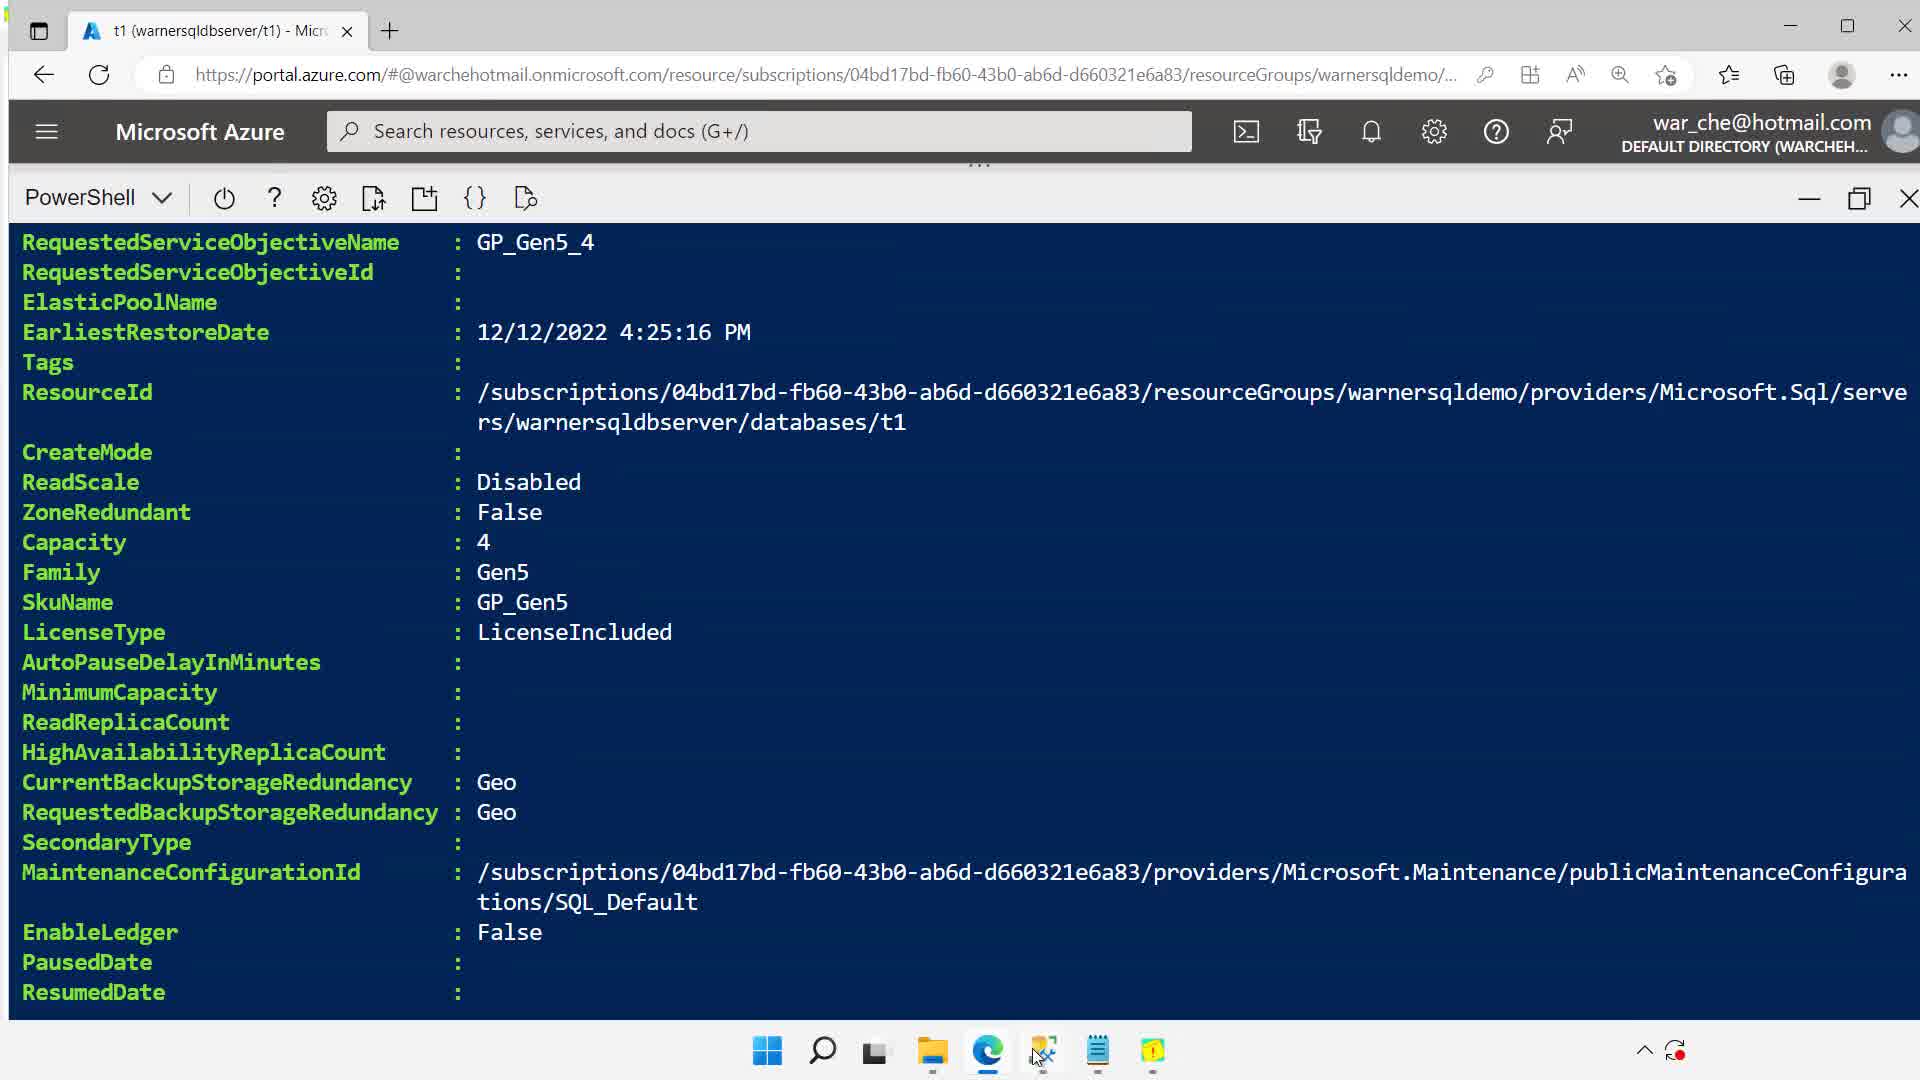 t1 (warnersqldbserver/t1) - Micr
https://portal.azure.com/#@warchehotmail.onmicrosoft.com/resource/subscriptions/04bd17bd-fb60-43b0-ab6d-d660321e6a83/resourceGroups/warnersqldemo/...
Microsoft Azure
Search resources, services, and docs (G+/)
war_che@hotmail.com
DEFAULT DIRECTORY (WARCHEH...
PowerShell
RequestedServiceObjectiveName : GP_Gen5_4
RequestedServiceObjectiveId :
ElasticPoolName :
EarliestRestoreDate : 12/12/2022 4:25:16 PM
Tags :
ResourceId : /subscriptions/04bd17bd-fb60-43b0-ab6d-d660321e6a83/resourceGroups/warnersqldemo/providers/Microsoft.Sql/serve
rs/warnersqldbserver/databases/t1
CreateMode :
ReadScale : Disabled
ZoneRedundant : False
Capacity : 4
Family : Gen5
SkuName : GP_Gen5
LicenseType : LicenseIncluded
AutoPauseDelayInMinutes :
MinimumCapacity :
ReadReplicaCount :
HighAvailabilityReplicaCount :
CurrentBackupStorageRedundancy : Geo
RequestedBackupStorageRedundancy : Geo
SecondaryType :
MaintenanceConfigurationId : /subscriptions/04bd17bd-fb60-43b0-ab6d-d660321e6a83/providers/Microsoft.Maintenance/publicMaintenanceConfigura
tions/SQL_Default
EnableLedger : False
PausedDate :
ResumedDate :